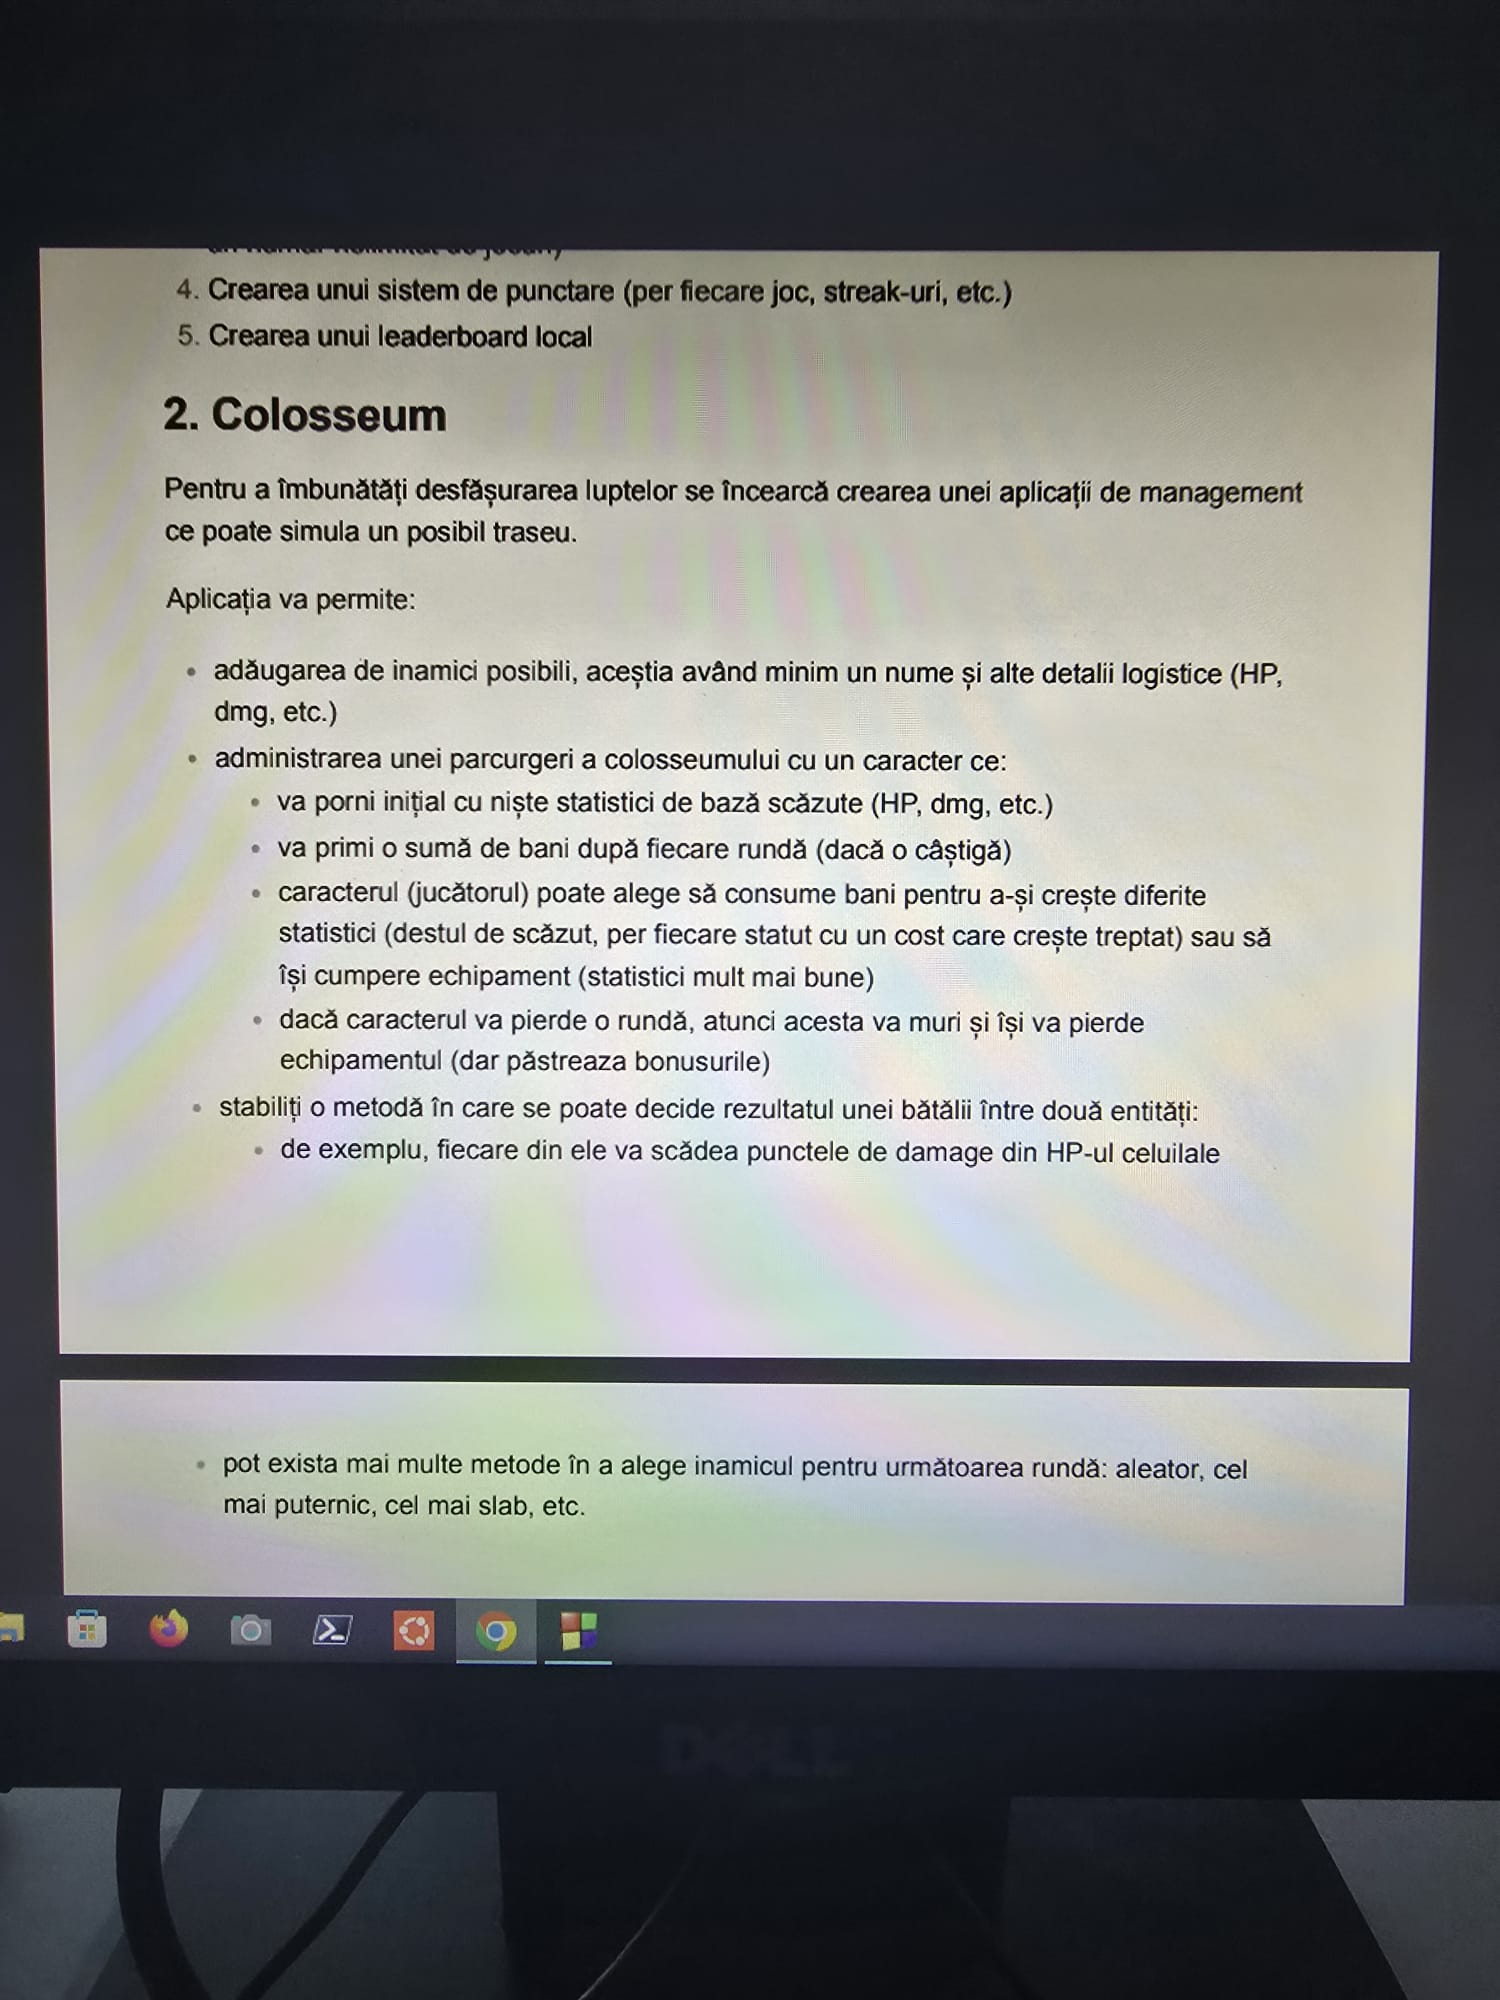 4. Crearea unui sistem de punctare (per fiecare joc, streak-uri, etc.)
5. Crearea unui leaderboard local
2. Colosseum
Pentru a îmbunătăți desfășurarea luptelor se încearcă crearea unei aplicații de management
ce poate simula un posibil traseu.
Aplicația va permite:
• adăugarea de inamici posibili, aceștia având minim un nume și alte detalii logistice (HP,
dmg, etc.)
• administrarea unei parcurgeri a colosseumului cu un caracter ce:
• va porni inițial cu niște statistici de bază scăzute (HP, dmg, etc.)
• va primi o sumă de bani după fiecare rundă (dacă o câștigă)
• caracterul (jucătorul) poate alege să consume bani pentru a-și crește diferite
statistici (destul de scăzut, per fiecare statut cu un cost care crește treptat) sau să
își cumpere echipament (statistici mult mai bune)
• dacă caracterul va pierde o rundă, atunci acesta va muri și își va pierde
echipamentul (dar păstreaza bonusurile)
• stabiliți o metodă în care se poate decide rezultatul unei bătălii între două entități:
• de exemplu, fiecare din ele va scădea punctele de damage din HP-ul celuilale
• pot exista mai multe metode în a alege inamicul pentru următoarea rundă: aleator, cel
mai puternic, cel mai slab, etc.
DELL